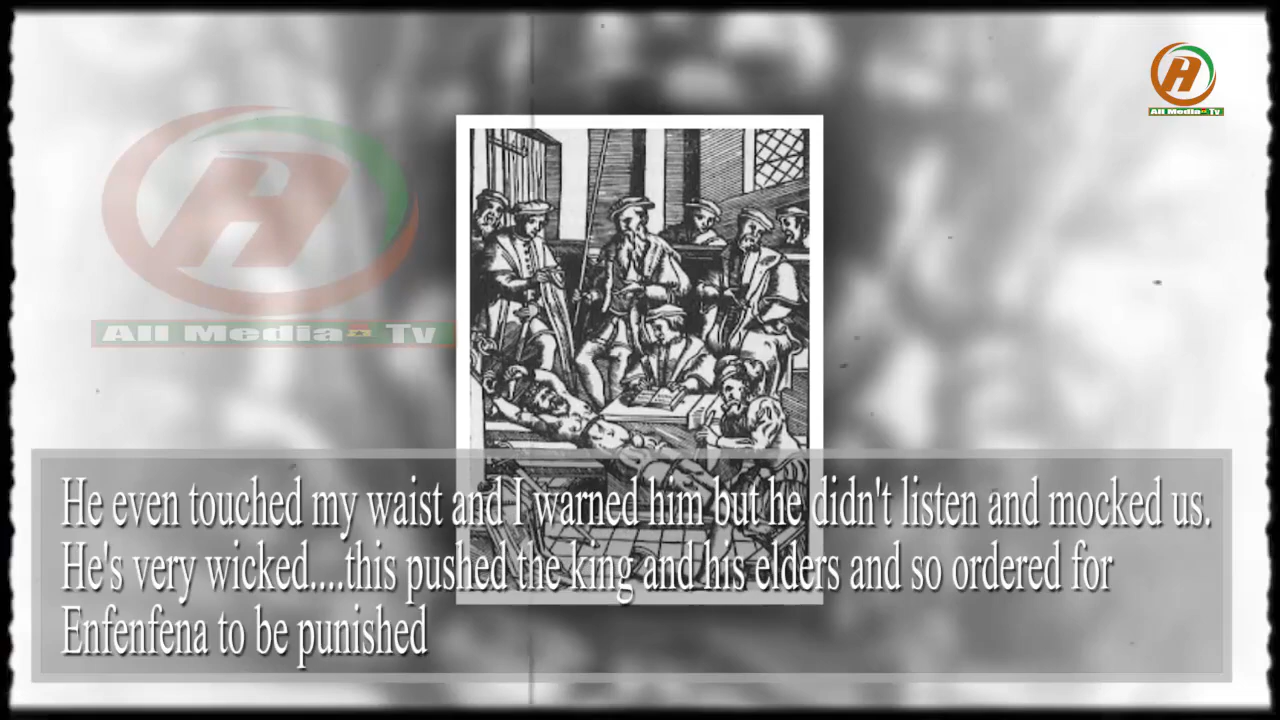 H
All Media Tv
H
All Media Tv
He even touched my waist and I warned him but he didn't listen and mocked us.
He's very wicked....this pushed the king and his elders and so ordered for
Enfenfena to be punished